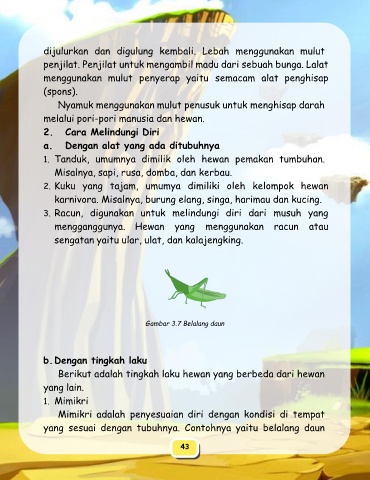 dijulurkan dan digulung kembali. Lebah menggunakan mulut
penjilat. Penjilat untuk mengambil madu dari sebuah bunga. Lalat
menggunakan mulut penyerap yaitu semacam alat penghisap
(spons).
Nyamuk menggunakan mulut penusuk untuk menghisap darah
melalui pori-pori manusia dan hewan.
2. Cara Melindungi Diri
a. Dengan alat yang ada ditubuhnya
1. Tanduk, umumnya dimilik oleh hewan pemakan tumbuhan.
Misalnya, sapi, rusa, domba, dan kerbau.
2. Kuku yang tajam, umumya dimiliki oleh kelompok hewan
karnivora. Misalnya, burung elang, singa, harimau dan kucing.
3. Racun, digunakan untuk melindungi diri dari musuh yang
mengganggunya. Hewan yang menggunakan racun atau
sengatan yaitu ular, ulat, dan kalajengking.
Gambar 3.7 Belalang daun
b. Dengan tingkah laku
Berikut adalah tingkah laku hewan yang berbeda dari hewan
yang lain.
1. Mimikri
Mimikri adalah penyesuaian diri dengan kondisi di tempat
yang sesuai dengan tubuhnya. Contohnya yaitu belalang daun
43